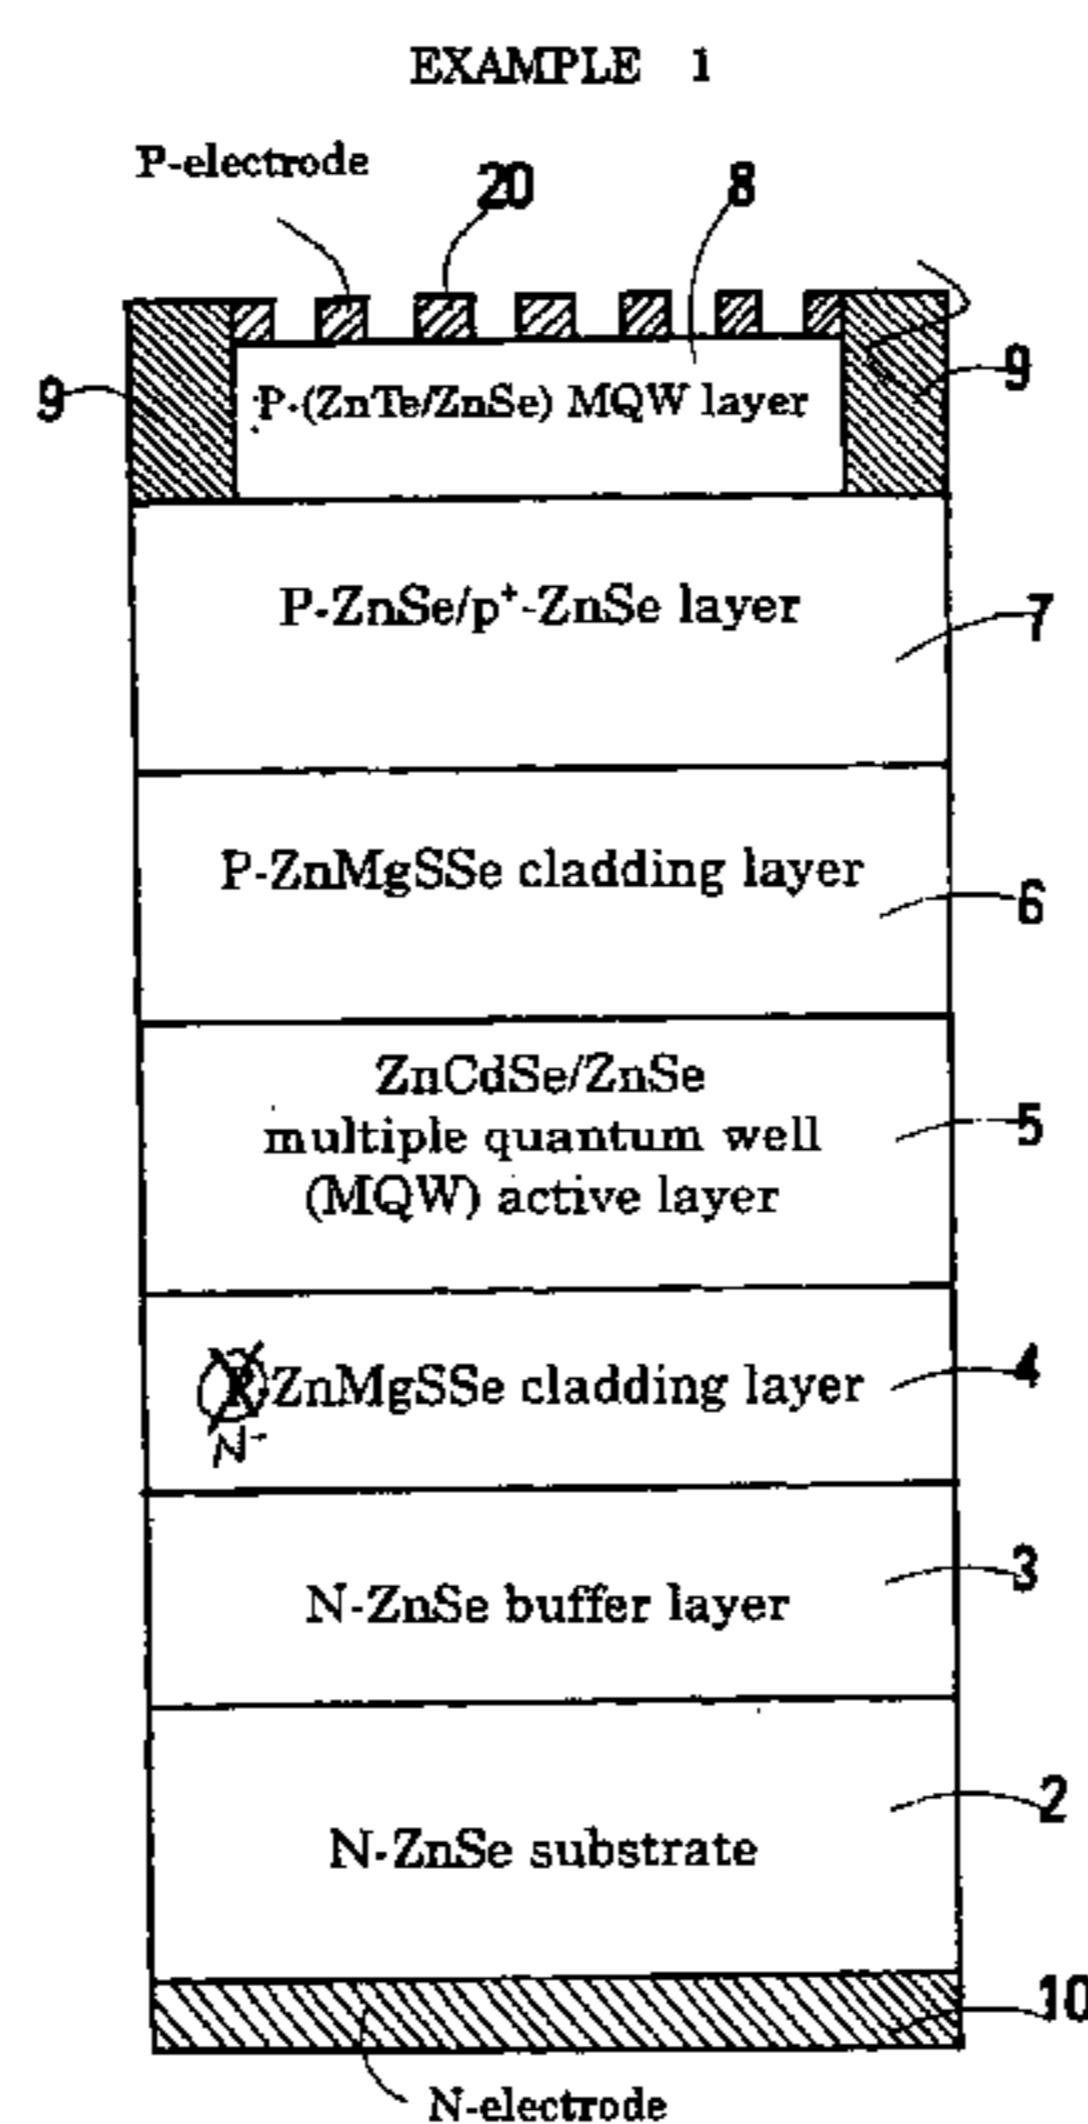 EXAMPLE 1
P-electrode
20
8
9
P-(ZnTe/ZnSe) MQW layer
9
P-ZnSe/p⁺-ZnSe layer
7
P-ZnMgSSe cladding layer
6
ZnCdSe/ZnSe
multiple quantum well
(MQW) active layer
5
ZnMgSSe cladding layer
N-
4
N-ZnSe buffer layer
3
N-ZnSe substrate
2
10
N-electrode